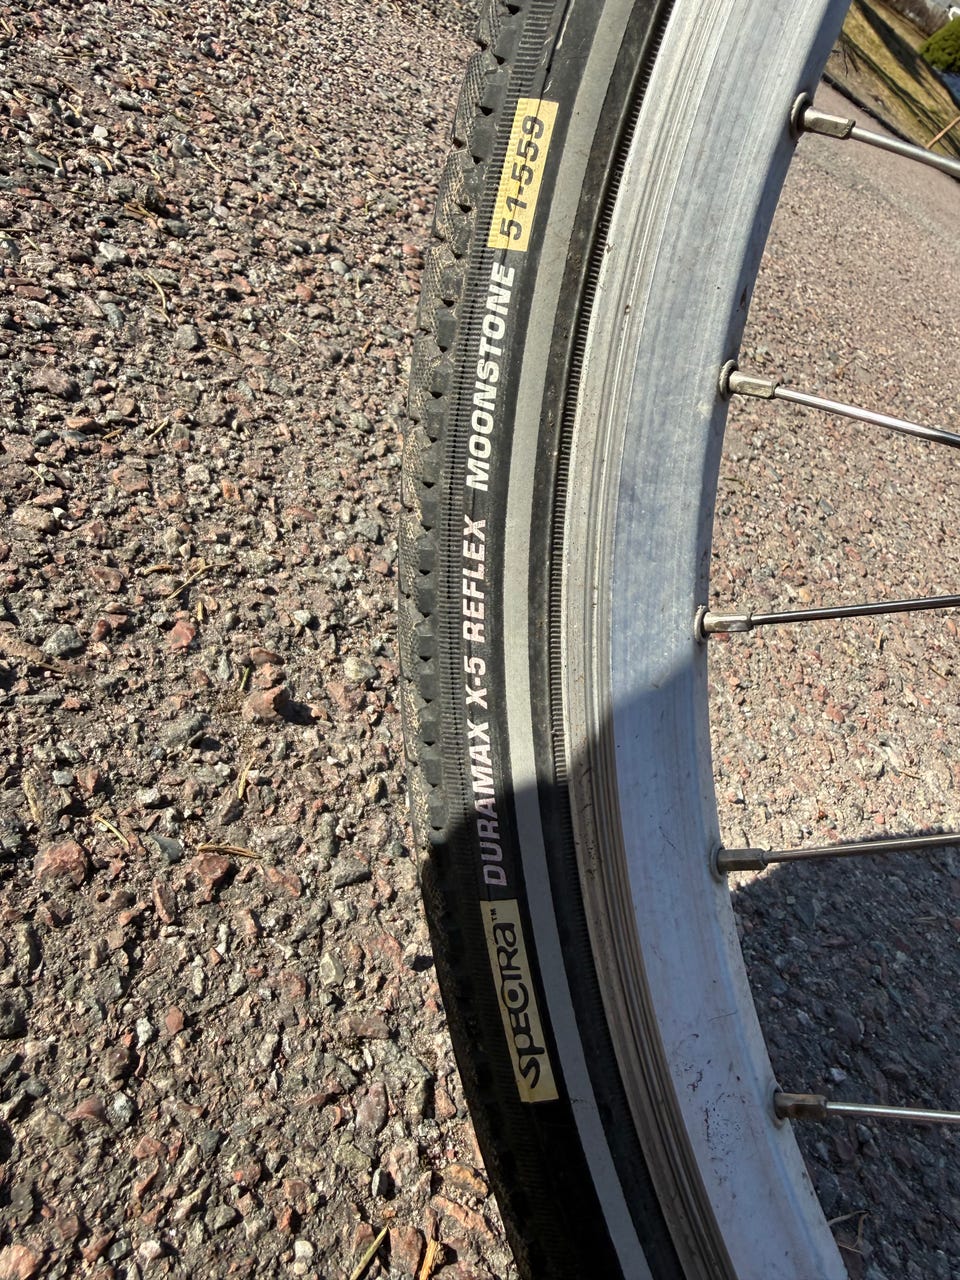 spectra™ DURAMAX X-5 REFLEX MOONSTONE 51-559